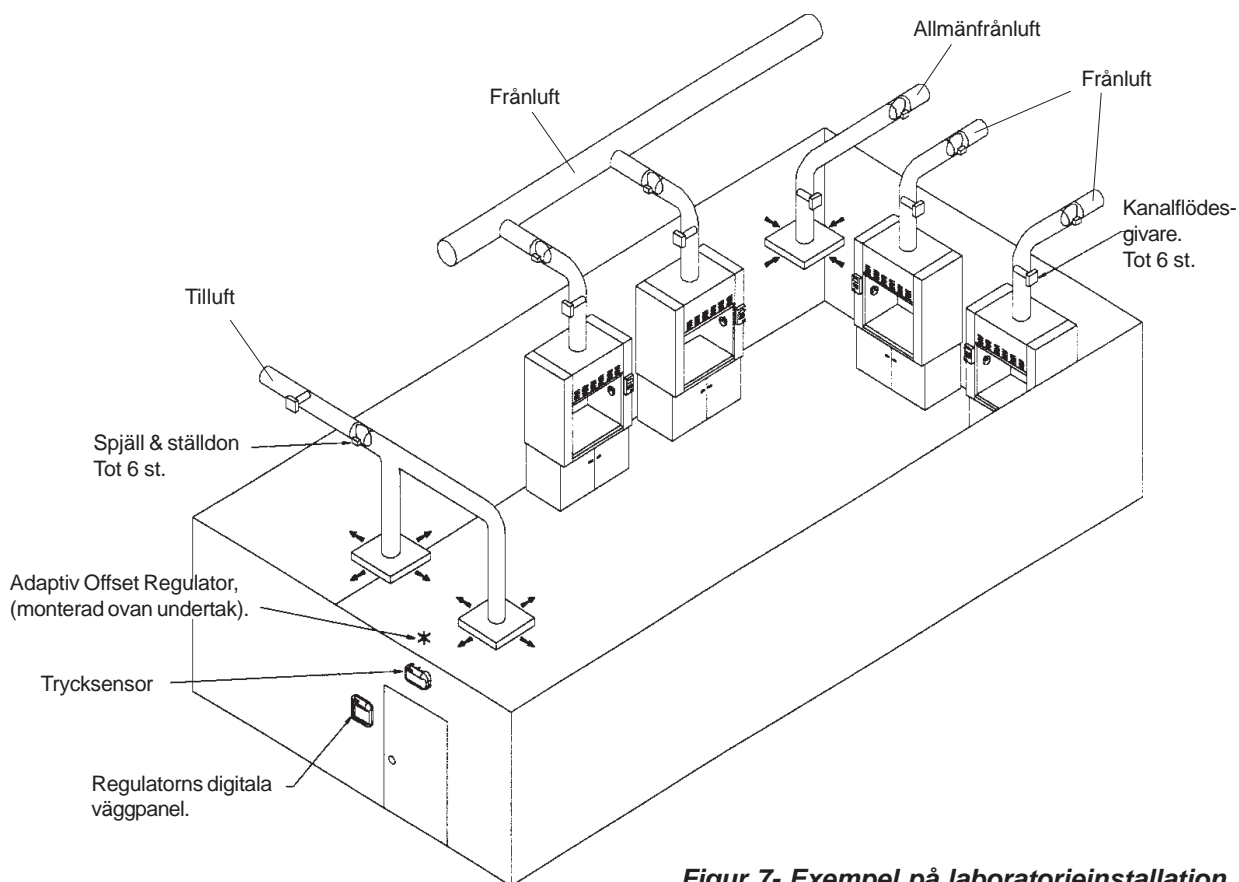 Allmänfrånluft
Frånluft
Frånluft
Kanalflödes-
givare.
Tot 6 st.
Tilluft
Spjäll & ställdon
Tot 6 st.
Adaptiv Offset Regulator,
(monterad ovan undertak).
Trycksensor
Regulatorns digitala
väggpanel.
Figur 7- Exempel på laboratorieinstallation